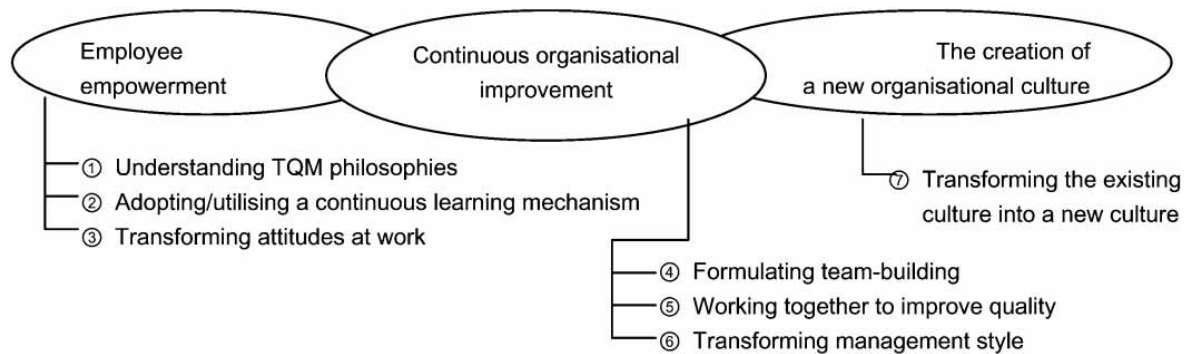 Employee
empowerment
Continuous organisational
improvement
The creation of
a new organisational culture
① Understanding TQM philosophies
② Adopting/utilising a continuous learning mechanism
③ Transforming attitudes at work
④ Formulating team-building
⑤ Working together to improve quality
⑥ Transforming management style
⑦ Transforming the existing
culture into a new culture